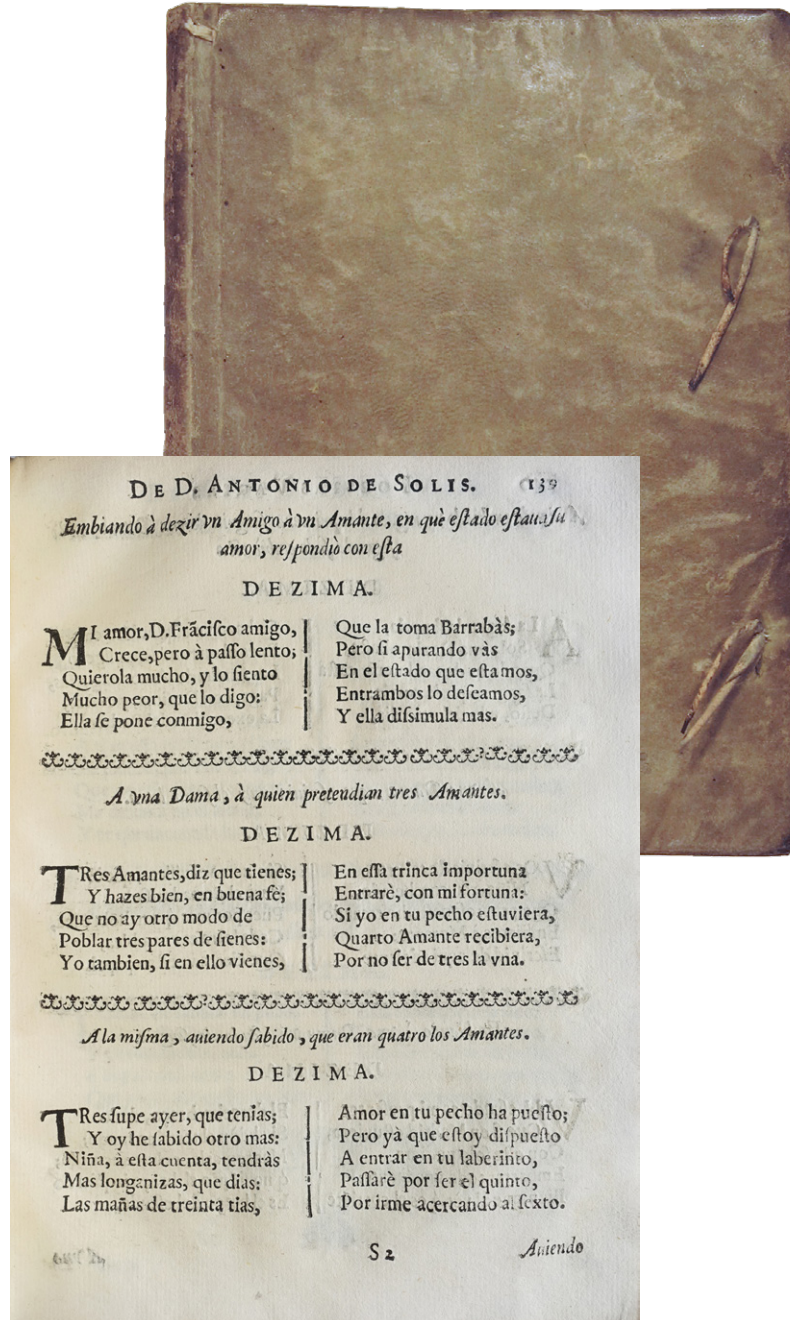 DE D. ANTONIO DE SOLIS. 139
Embiando à dezir vn Amigo à vn Amante, en què eſtado eſtaua ſu
amor, reſpondiò con eſta
DEZIMA.
MI amor, D. Frãciſco amigo,
Crece, pero à paſſo lento;
Quierola mucho, y lo ſiento
Mucho peor, que lo digo:
Ella ſe pone conmigo,
Que la toma Barrabàs;
Pero ſi apurando vàs
En el eſtado que eſtamos,
Entrambos lo deſeamos,
Y ella diſsimula mas.
A vna Dama, à quien preteudian tres Amantes.
DEZIMA.
TRes Amantes, diz que tienes;
Y hazes bien, en buena fe;
Que no ay otro modo de
Poblar tres pares de ſienes:
Yo tambien, ſi en ello vienes,
En eſſa trinca importuna
Entrarè, con mi fortuna:
Si yo en tu pecho eſtuviera,
Quarto Amante recibiera,
Por no ſer de tres la vna.
A la miſma, auiendo ſabido, que eran quatro los Amantes.
DEZIMA.
TRes ſupe ayer, que tenias;
Y oy he ſabido otro mas:
Niña, à eſta cuenta, tendràs
Mas longanizas, que dias:
Las mañas de treinta tias,
Amor en tu pecho ha pueſto;
Pero yà que eſtoy diſpueſto
A entrar en tu laberinto,
Paſſarè por ſer el quinto,
Por irme acercando al ſexto.
S 2 Auiendo